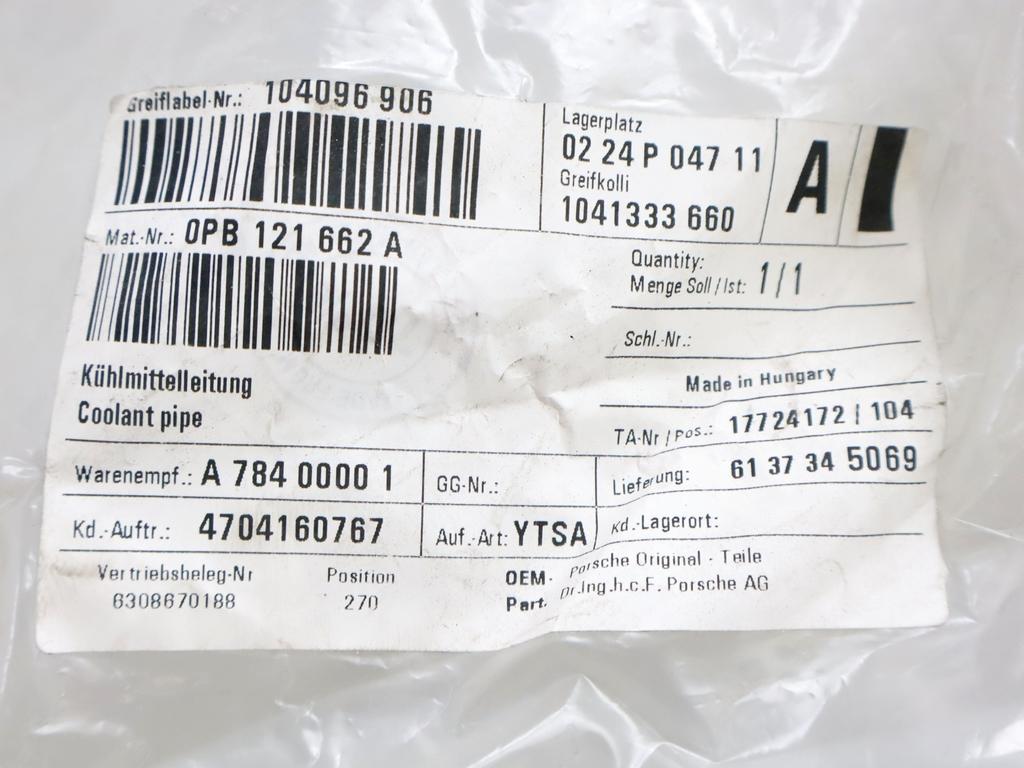 Greiflabel-Nr.: 104096 906
Lagerplatz
02 24 P 047 11
Greifkolli
1041333 660
A
Mat.-Nr.: 0PB 121 662 A
Quantity:
Menge Soll / Ist: 1 / 1
Schl.-Nr.:
Kühlmittelleitung
Coolant pipe
Made in Hungary
TA-Nr / Pos.: 17724172 | 104
Warenempf.: A 784 0000 1
GG-Nr.:
Lieferung: 61 37 34 5069
Kd.-Auftr.: 4704160767
Auf.-Art: YTSA
Kd.-Lagerort:
Vertriebsbeleg-Nr
6308670188
Position
270
OEM- Porsche Original - Teile
Part. Dr.Ing.h.c.F. Porsche AG